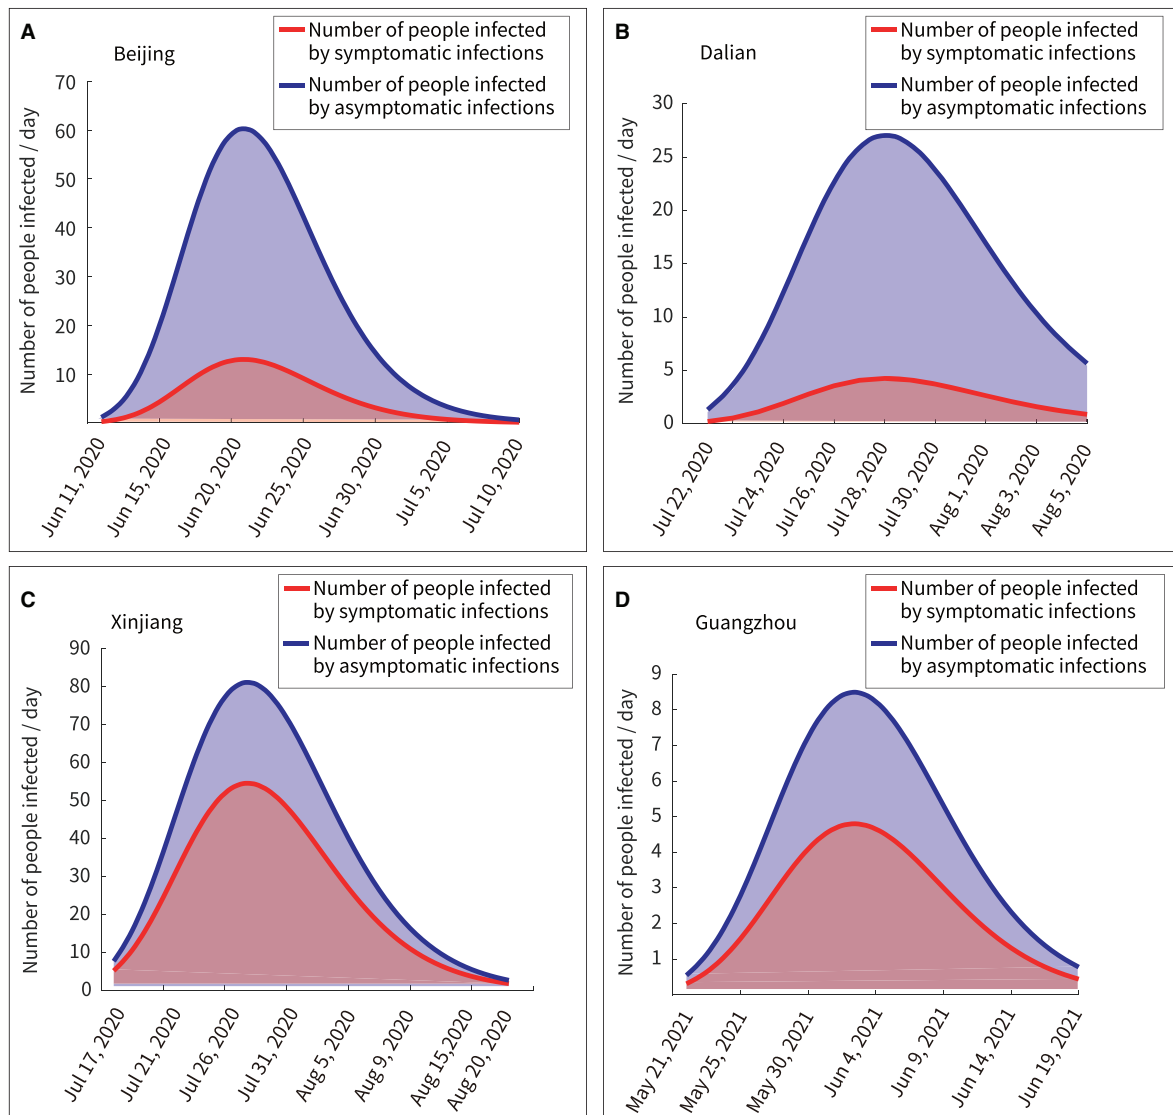 A
Beijing
Number of people infected
by symptomatic infections
Number of people infected
by asymptomatic infections
Number of people infected / day
70
60
50
40
30
20
10
Jun 11, 2020
Jun 15, 2020
Jun 20, 2020
Jun 25, 2020
Jun 30, 2020
Jul 5, 2020
Jul 10, 2020
B
Dalian
Number of people infected
by symptomatic infections
Number of people infected
by asymptomatic infections
Number of people infected / day
30
25
20
15
10
5
0
Jul 22, 2020
Jul 24, 2020
Jul 26, 2020
Jul 28, 2020
Jul 30, 2020
Aug 1, 2020
Aug 3, 2020
Aug 5, 2020
C
Xinjiang
Number of people infected
by symptomatic infections
Number of people infected
by asymptomatic infections
Number of people infected / day
90
80
70
60
50
40
30
20
10
0
Jul 17, 2020
Jul 21, 2020
Jul 26, 2020
Jul 31, 2020
Aug 5, 2020
Aug 9, 2020
Aug 15,2020
Aug 20, 2020
D
Guangzhou
Number of people infected
by symptomatic infections
Number of people infected
by asymptomatic infections
Number of people infected / day
9
8
7
6
5
4
3
2
1
May 21, 2021
May 25, 2021
May 30, 2021
Jun 4, 2021
Jun 9, 2021
Jun 14, 2021
Jun 19, 2021